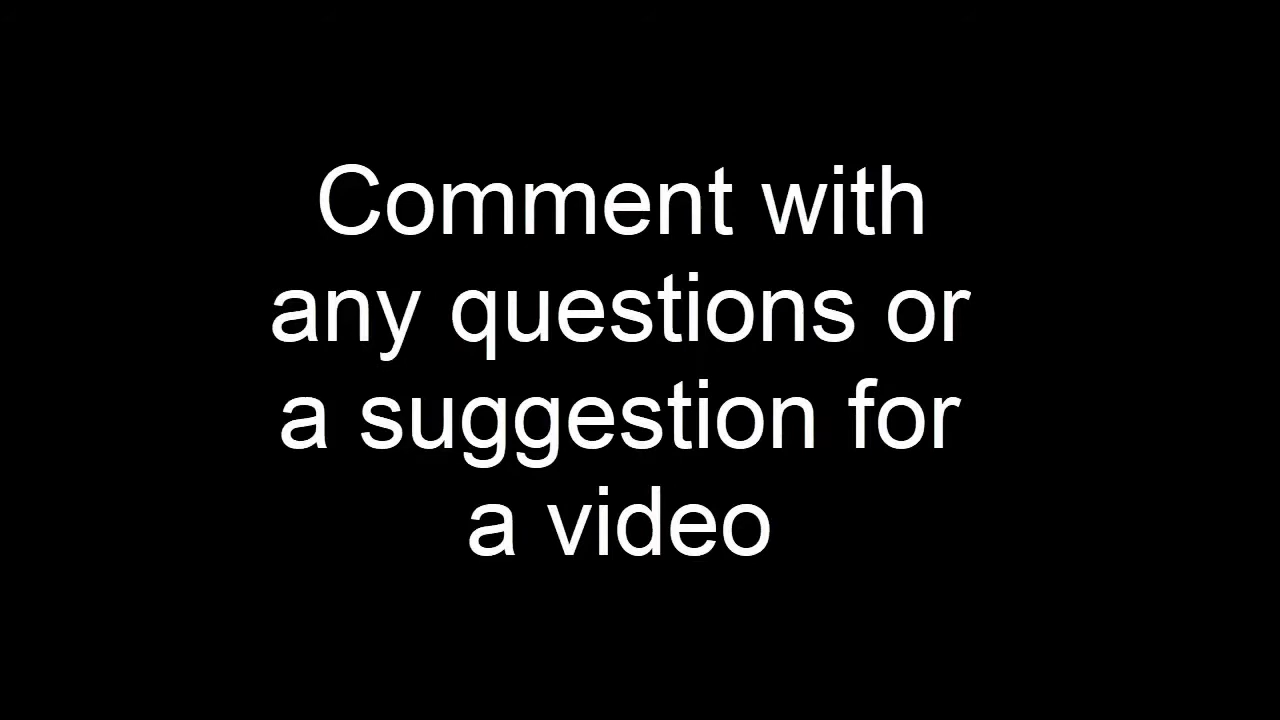 Comment with
any questions or
a suggestion for
a video